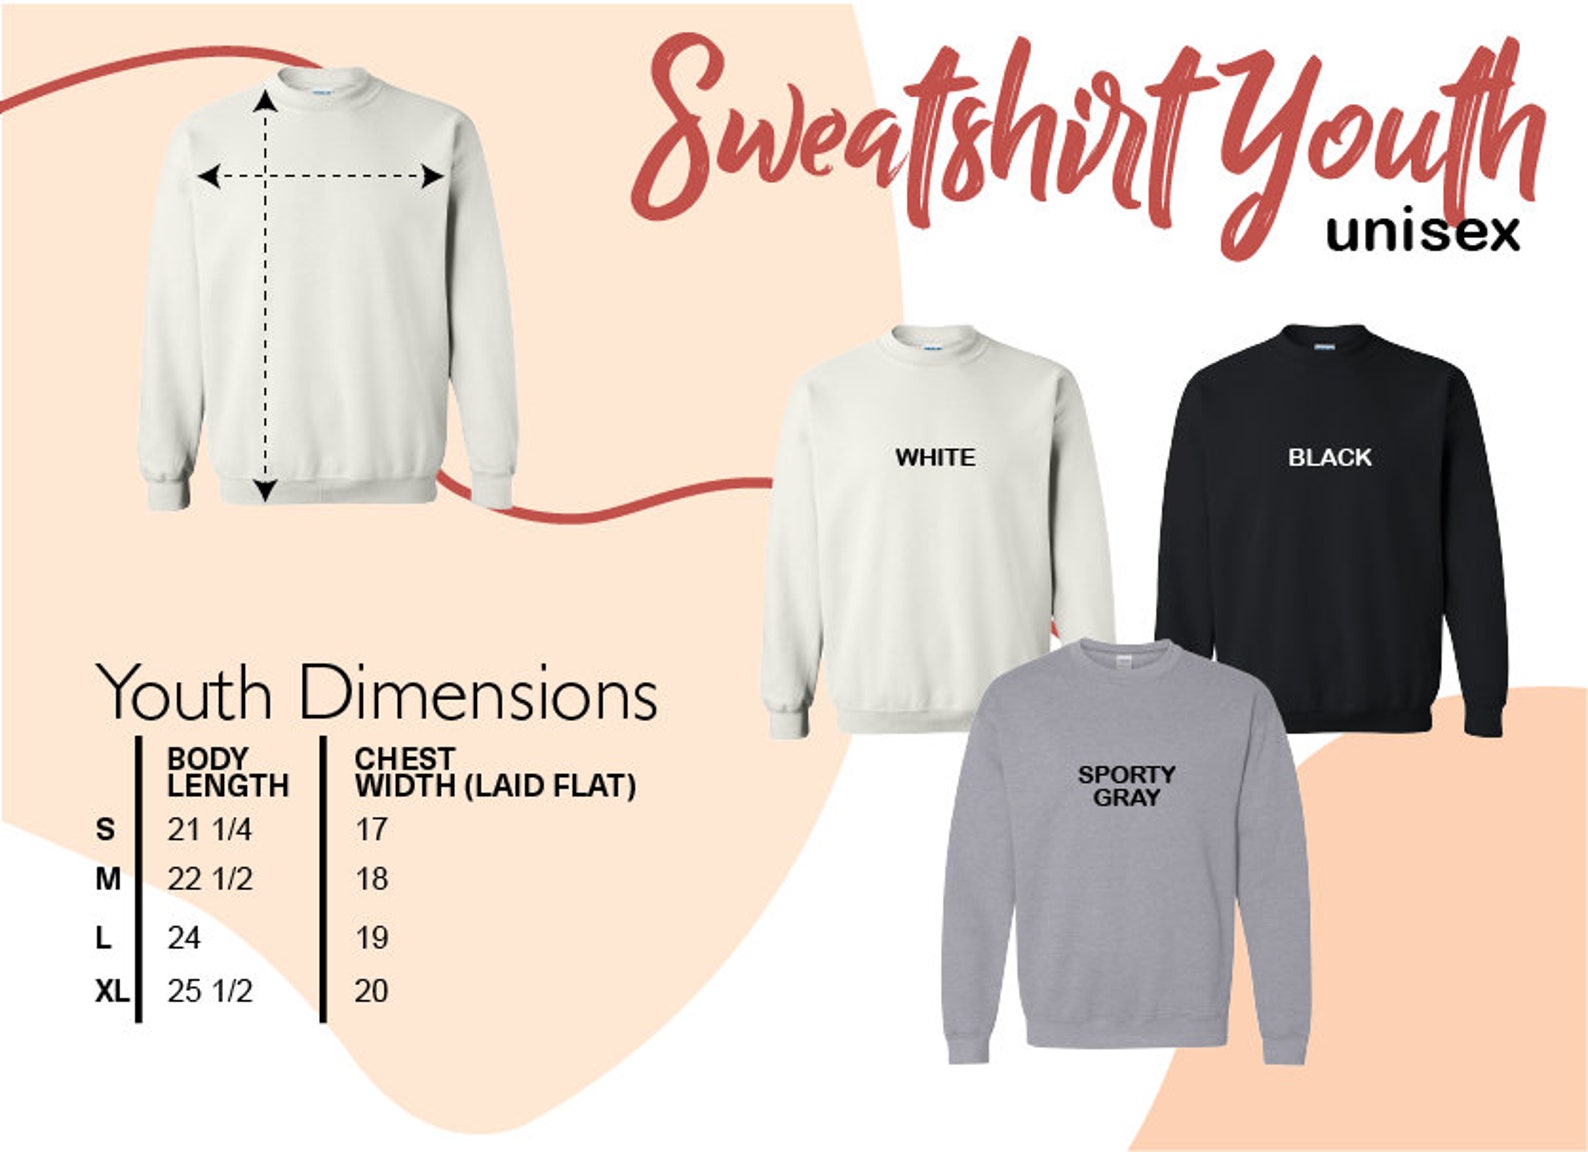 Sweatshirt Youth
unisex
WHITE
BLACK
SPORTY
GRAY
Youth Dimensions
BODY
LENGTH
CHEST
WIDTH (LAID FLAT)
S 21 1/4 17
M 22 1/2 18
L 24 19
XL 25 1/2 20